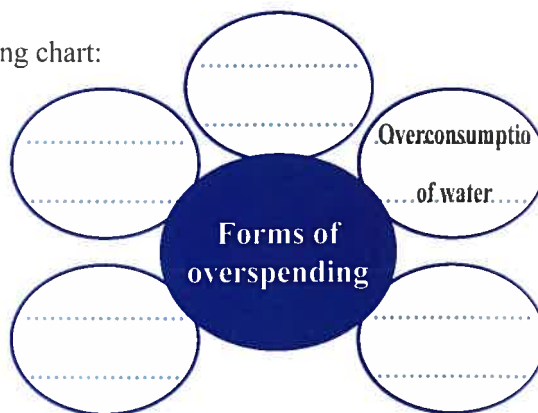 ng chart:
Overconsumptio
of water
Forms of
overspending